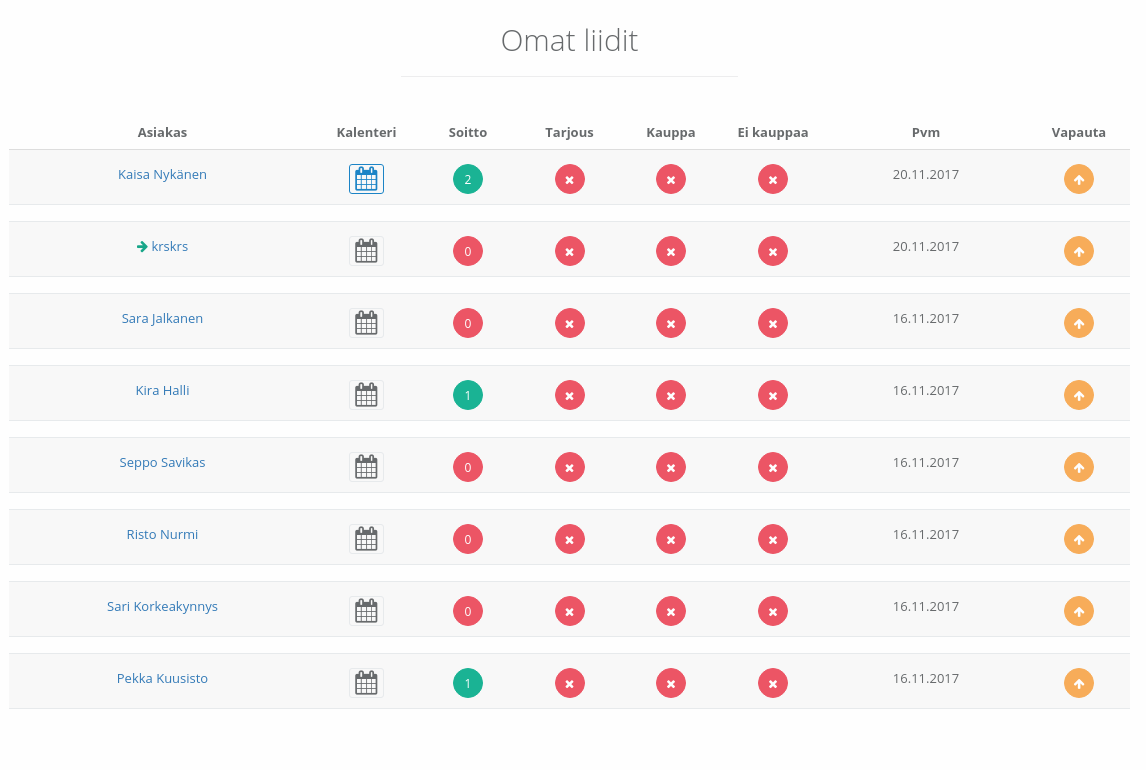 Omat liidit
Asiakas Kalenteri Soitto Tarjous Kauppa Ei kauppaa Pvm Vapauta
Kaisa Nykänen 2 20.11.2017
krskrs 0 20.11.2017
Sara Jalkanen 0 16.11.2017
Kira Halli 1 16.11.2017
Seppo Savikas 0 16.11.2017
Risto Nurmi 0 16.11.2017
Sari Korkeakynnys 0 16.11.2017
Pekka Kuusisto 1 16.11.2017